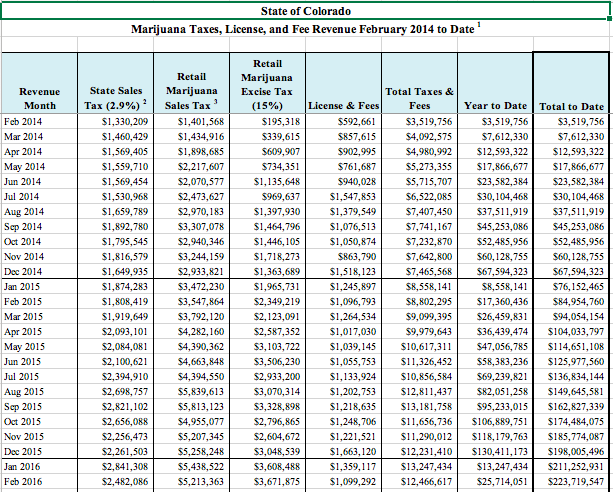 State of Colorado
Marijuana Taxes, License, and Fee Revenue February 2014 to Date 1
Revenue Month State Sales Tax (2.9%) 2 Retail Marijuana Sales Tax 3 Retail Marijuana Excise Tax (15%) License & Fees Total Taxes & Fees Year to Date Total to Date
Feb 2014 $1,330,209 $1,401,568 $195,318 $592,661 $3,519,756 $3,519,756 $3,519,756
Mar 2014 $1,460,429 $1,434,916 $339,615 $857,615 $4,092,575 $7,612,330 $7,612,330
Apr 2014 $1,569,405 $1,898,685 $609,907 $902,995 $4,980,992 $12,593,322 $12,593,322
May 2014 $1,559,710 $2,217,607 $734,351 $761,687 $5,273,355 $17,866,677 $17,866,677
Jun 2014 $1,569,454 $2,070,577 $1,135,648 $940,028 $5,715,707 $23,582,384 $23,582,384
Jul 2014 $1,530,968 $2,473,627 $969,637 $1,547,853 $6,522,085 $30,104,468 $30,104,468
Aug 2014 $1,659,789 $2,970,183 $1,397,930 $1,379,549 $7,407,450 $37,511,919 $37,511,919
Sep 2014 $1,892,780 $3,307,078 $1,464,796 $1,076,513 $7,741,167 $45,253,086 $45,253,086
Oct 2014 $1,795,545 $2,940,346 $1,446,105 $1,050,874 $7,232,870 $52,485,956 $52,485,956
Nov 2014 $1,816,579 $3,244,159 $1,718,273 $863,790 $7,642,800 $60,128,755 $60,128,755
Dec 2014 $1,649,935 $2,933,821 $1,363,689 $1,518,123 $7,465,568 $67,594,323 $67,594,323
Jan 2015 $1,874,283 $3,472,230 $1,965,731 $1,245,897 $8,558,141 $8,558,141 $76,152,465
Feb 2015 $1,808,419 $3,547,864 $2,349,219 $1,096,793 $8,802,295 $17,360,436 $84,954,760
Mar 2015 $1,919,649 $3,792,120 $2,123,091 $1,264,534 $9,099,395 $26,459,831 $94,054,154
Apr 2015 $2,093,101 $4,282,160 $2,587,352 $1,017,030 $9,979,643 $36,439,474 $104,033,797
May 2015 $2,084,081 $4,390,362 $3,103,722 $1,039,145 $10,617,311 $47,056,785 $114,651,108
Jun 2015 $2,100,621 $4,663,848 $3,506,230 $1,055,753 $11,326,452 $58,383,236 $125,977,560
Jul 2015 $2,394,910 $4,394,550 $2,933,200 $1,133,924 $10,856,584 $69,239,821 $136,834,144
Aug 2015 $2,698,757 $5,839,613 $3,070,314 $1,202,753 $12,811,437 $82,051,258 $149,645,581
Sep 2015 $2,821,102 $5,813,123 $3,328,898 $1,218,635 $13,181,758 $95,233,015 $162,827,339
Oct 2015 $2,656,088 $4,955,077 $2,796,865 $1,248,706 $11,656,736 $106,889,751 $174,484,075
Nov 2015 $2,256,473 $5,207,345 $2,604,672 $1,221,521 $11,290,012 $118,179,763 $185,774,087
Dec 2015 $2,261,503 $5,258,248 $3,048,539 $1,663,120 $12,231,410 $130,411,173 $198,005,496
Jan 2016 $2,841,308 $5,438,522 $3,608,488 $1,359,117 $13,247,434 $13,247,434 $211,252,931
Feb 2016 $2,482,086 $5,213,363 $3,671,875 $1,099,292 $12,466,617 $25,714,051 $223,719,547